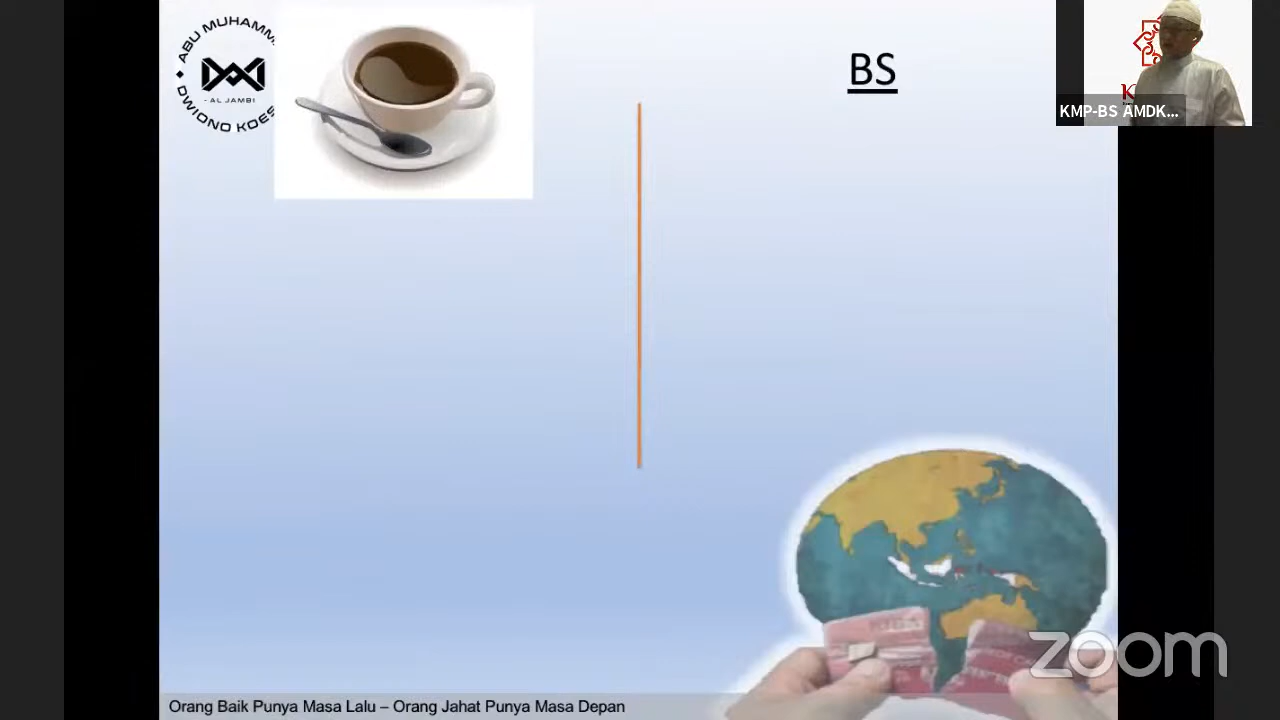 ABU MUHAMM
- AL JAMBI -
DWIONO KOES
BS
KMP-BS AMDK...
zoom
Orang Baik Punya Masa Lalu – Orang Jahat Punya Masa Depan